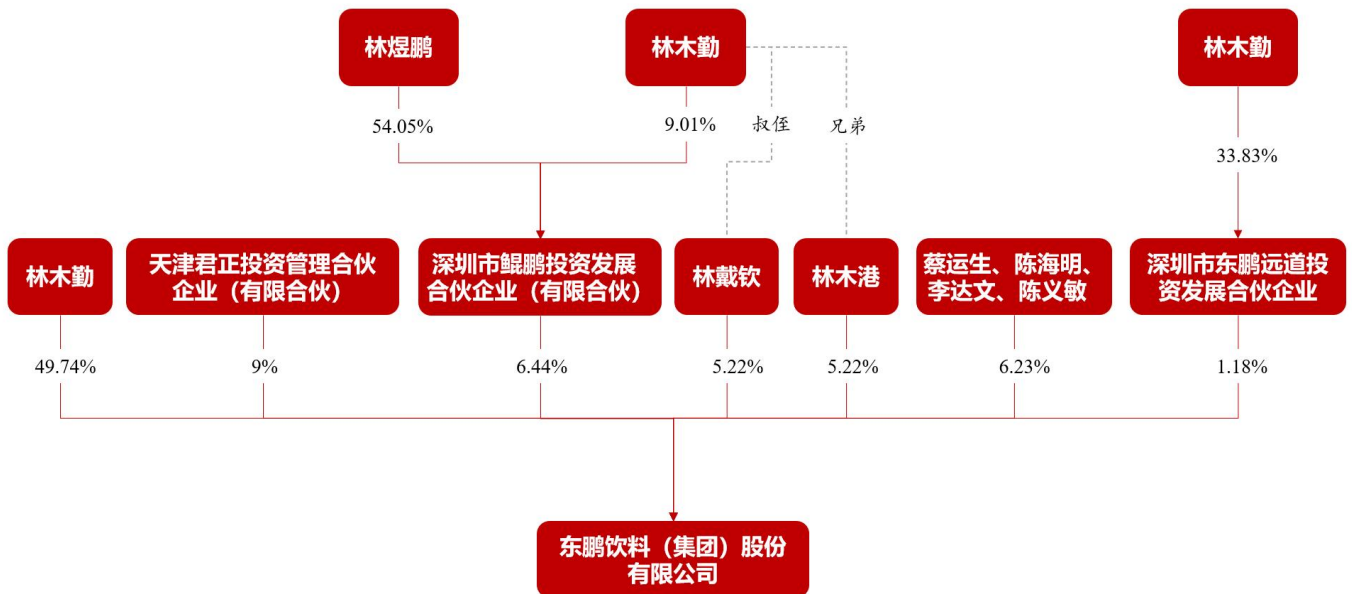 林煜鹏
林木勤
林木勤
54.05%
9.01%
叔侄
兄弟
33.83%
林木勤
天津君正投资管理合伙
企业（有限合伙）
深圳市鲲鹏投资发展
合伙企业（有限合伙）
林戴钦
林木港
蔡运生、陈海明、
李达文、陈义敏
深圳市东鹏远道投
资发展合伙企业
49.74%
9%
6.44%
5.22%
5.22%
6.23%
1.18%
东鹏饮料（集团）股份
有限公司